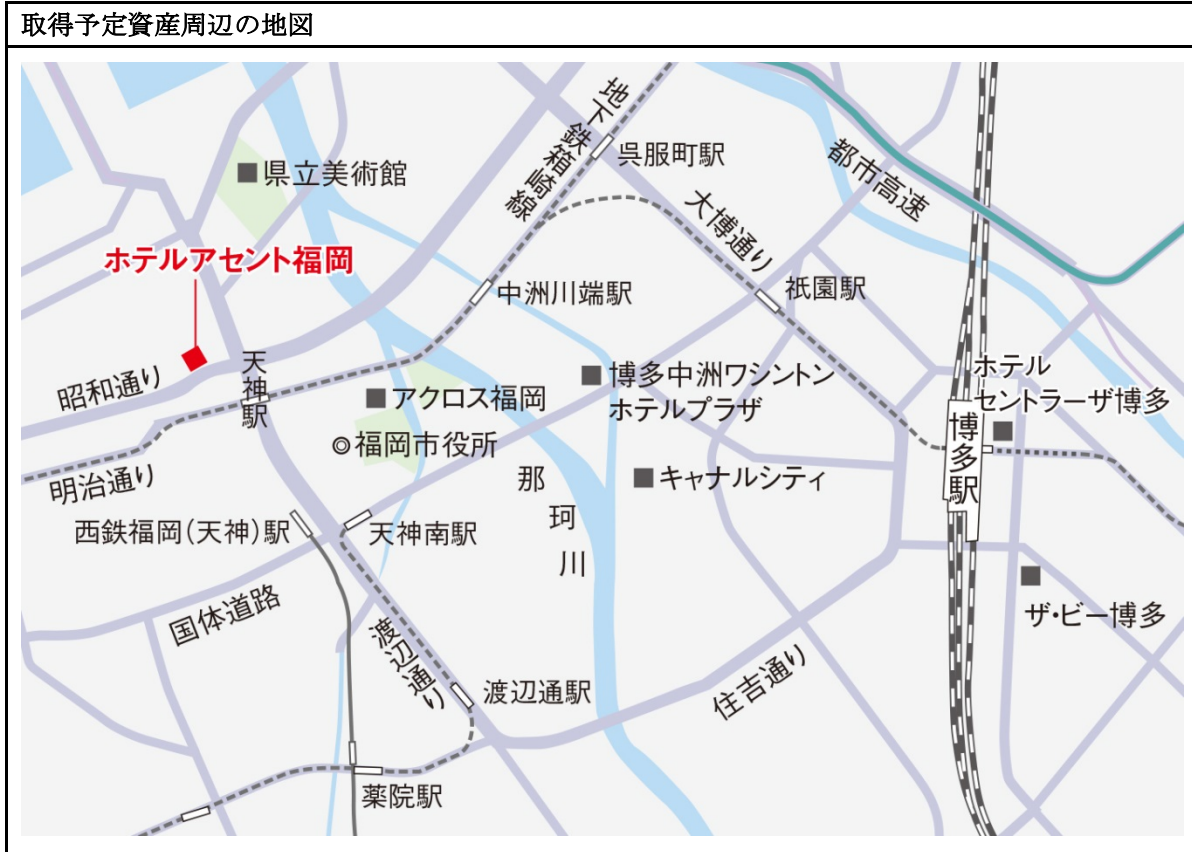 取得予定資産周辺の地図
県立美術館
地下鉄箱崎線
呉服町駅
都市高速
大博通り
ホテルアセント福岡
中洲川端駅
祇園駅
天神駅
昭和通り
アクロス福岡
博多中洲ワシントン
ホテルプラザ
ホテル
セントラーザ博多
博多駅
福岡市役所
明治通り
那珂川
キャナルシティ
西鉄福岡(天神)駅
天神南駅
国体道路
渡辺通り
ザ・ビー博多
渡辺通駅
住吉通り
薬院駅